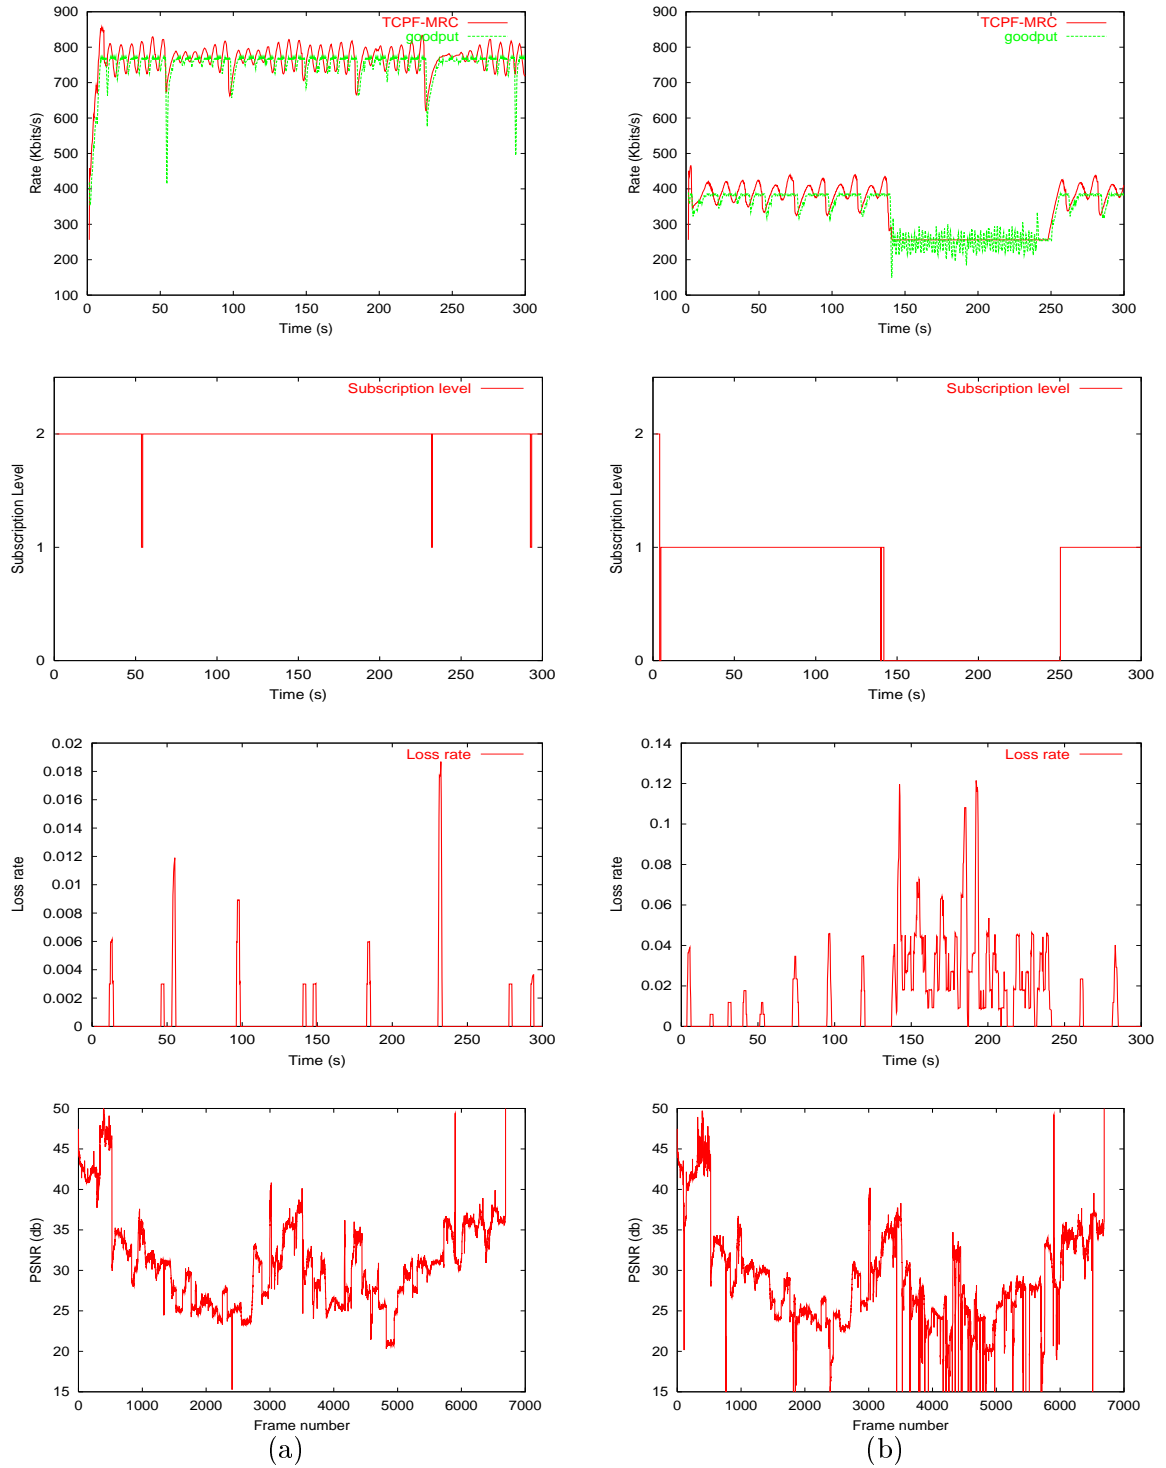 900
800
700
600
500
400
300
200
100
0 50 100 150 200 250 300
Rate (Kbits/s)
Time (s)
TCPF-MRC
goodput
900
800
700
600
500
400
300
200
100
0 50 100 150 200 250 300
Rate (Kbits/s)
Time (s)
TCPF-MRC
goodput
2
1
0
0 50 100 150 200 250 300
Subscription Level
Time (s)
Subscription level
2
1
0
0 50 100 150 200 250 300
Subscription Level
Time (s)
Subscription level
0.02
0.018
0.016
0.014
0.012
0.01
0.008
0.006
0.004
0.002
0
0 50 100 150 200 250 300
Loss rate
Time (s)
Loss rate
0.14
0.12
0.1
0.08
0.06
0.04
0.02
0
0 50 100 150 200 250 300
Loss rate
Time (s)
Loss rate
50
45
40
35
30
25
20
15
0 1000 2000 3000 4000 5000 6000 7000
PSNR (db)
Frame number
50
45
40
35
30
25
20
15
0 1000 2000 3000 4000 5000 6000 7000
PSNR (db)
Frame number
(a)
(b)